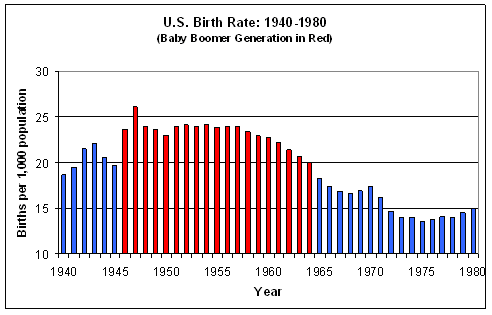 U.S. Birth Rate: 1940-1980
(Baby Boomer Generation in Red)
Births per 1,000 population
30
25
20
15
10
1940 1945 1950 1955 1960 1965 1970 1975 1980
Year